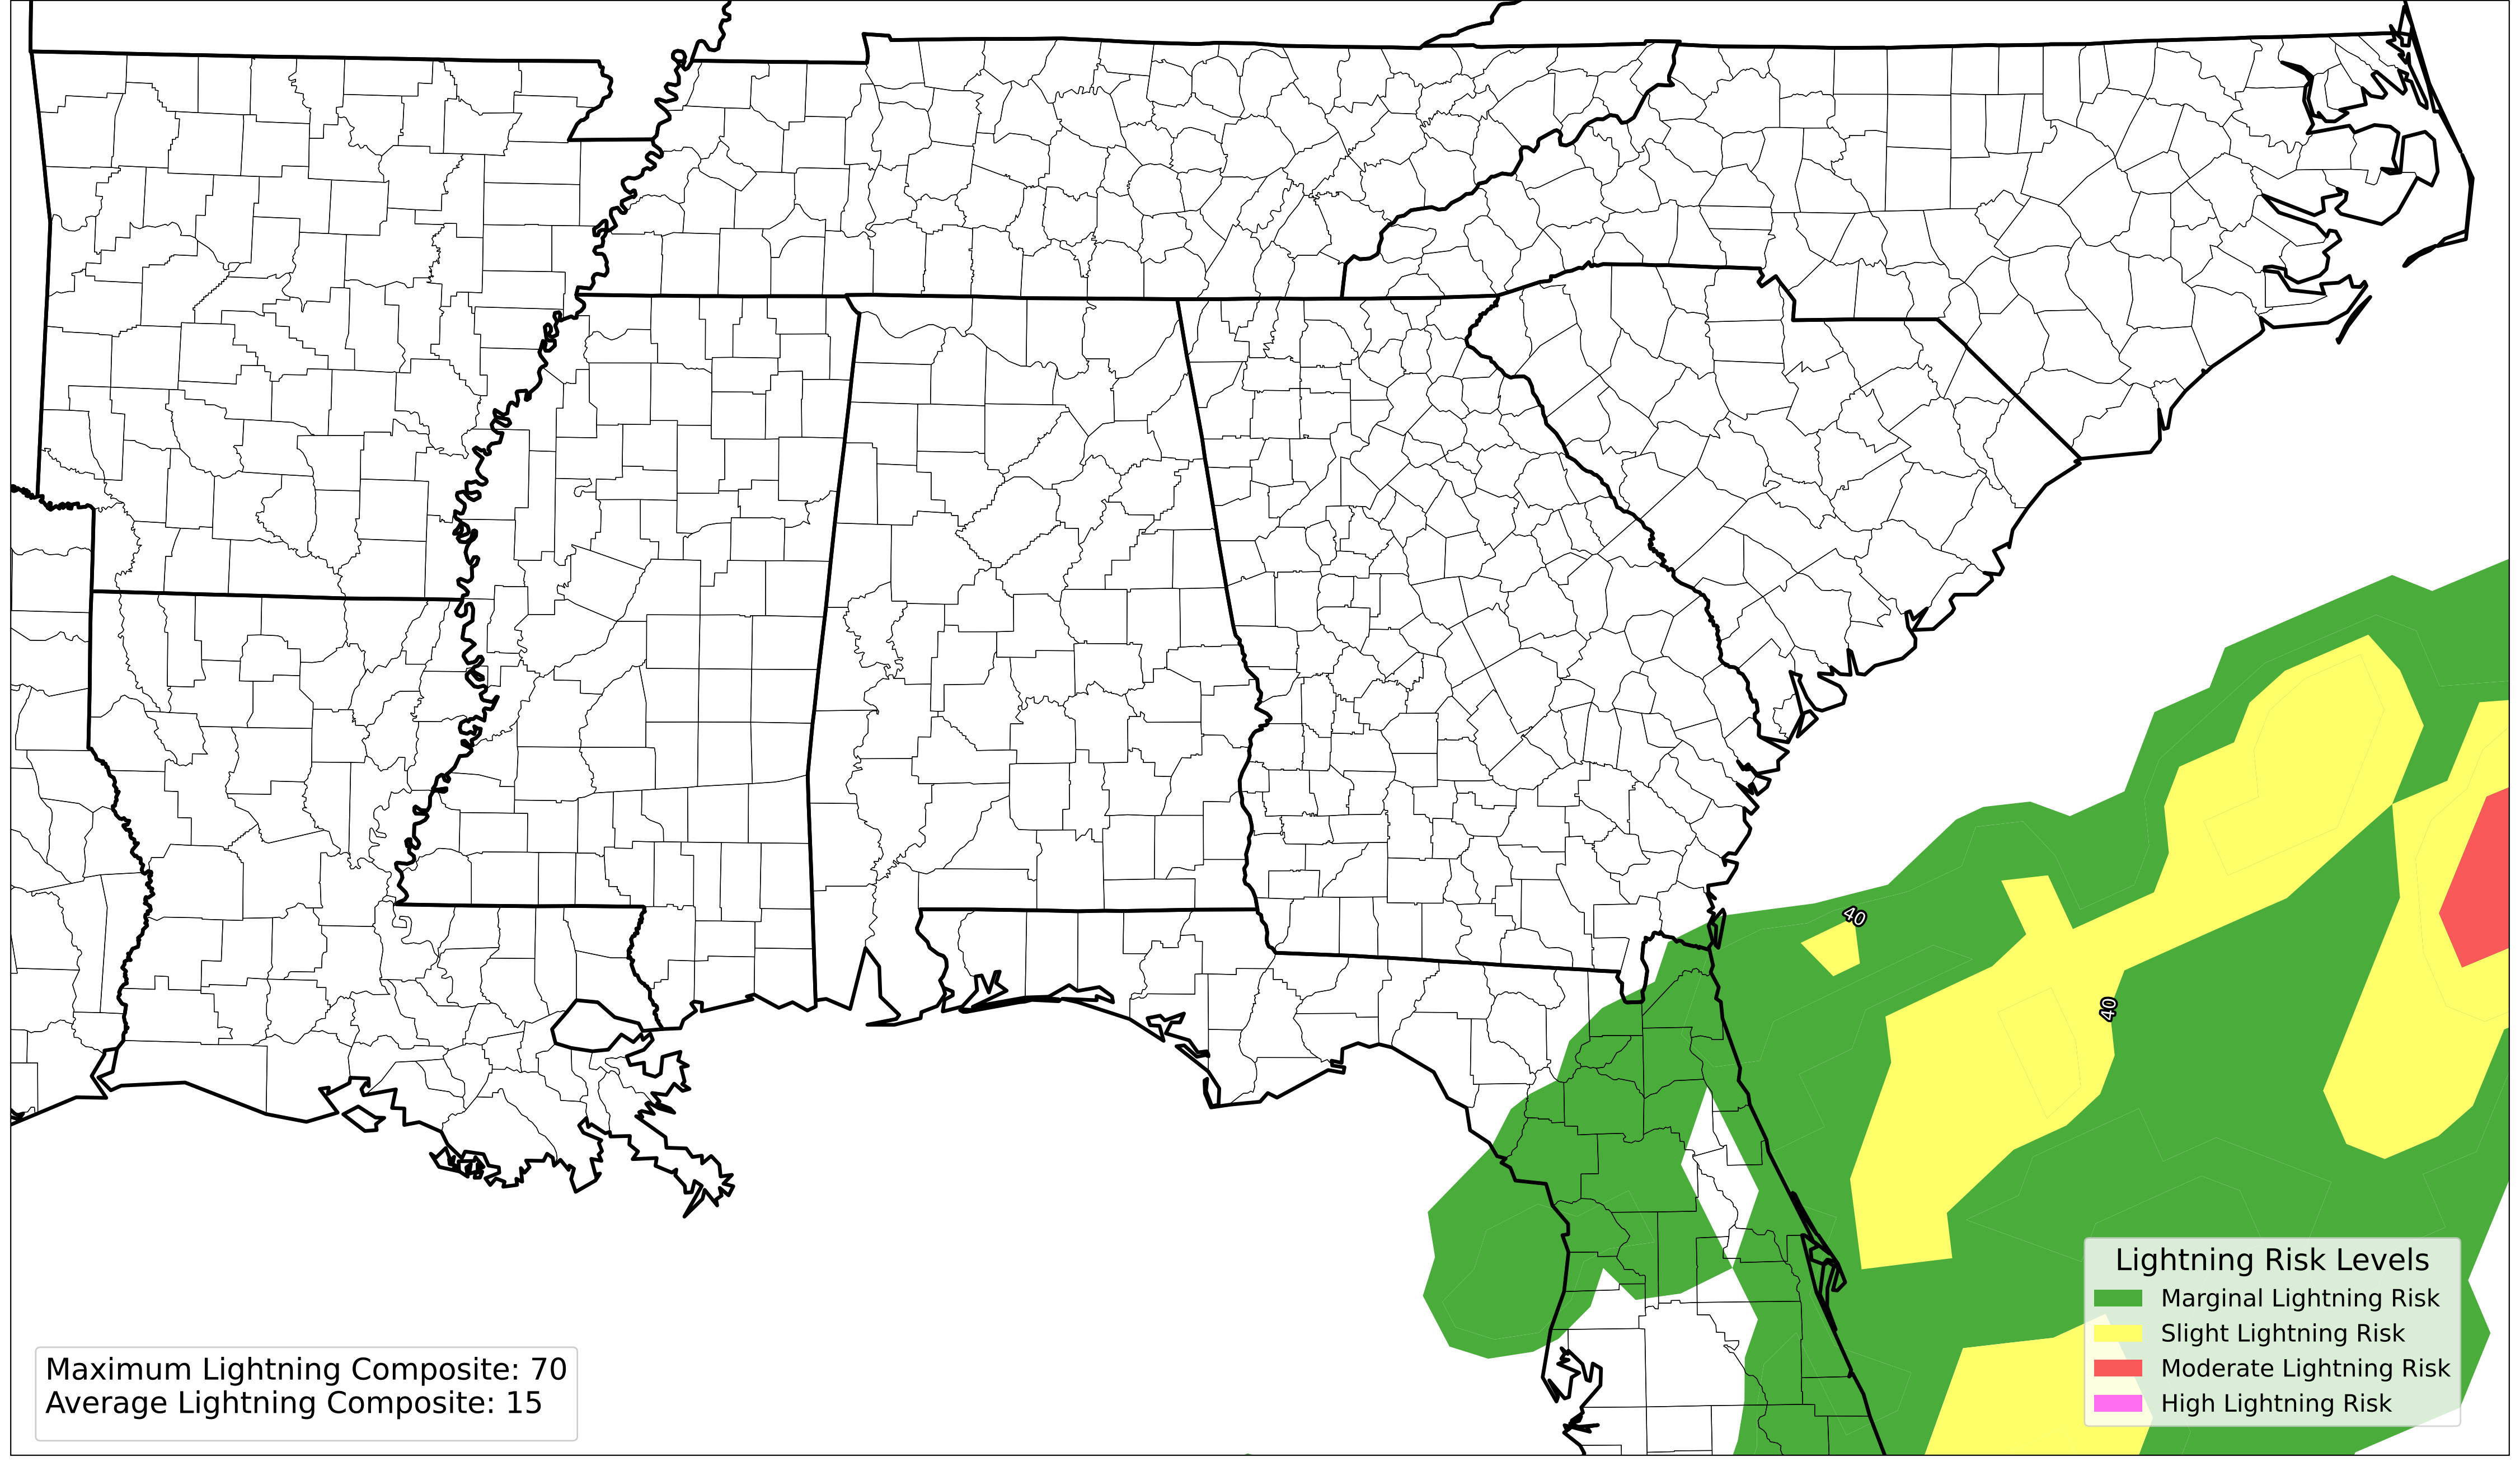 40
40
Lightning Risk Levels
Marginal Lightning Risk
Slight Lightning Risk
Moderate Lightning Risk
High Lightning Risk
Maximum Lightning Composite: 70
Average Lightning Composite: 15